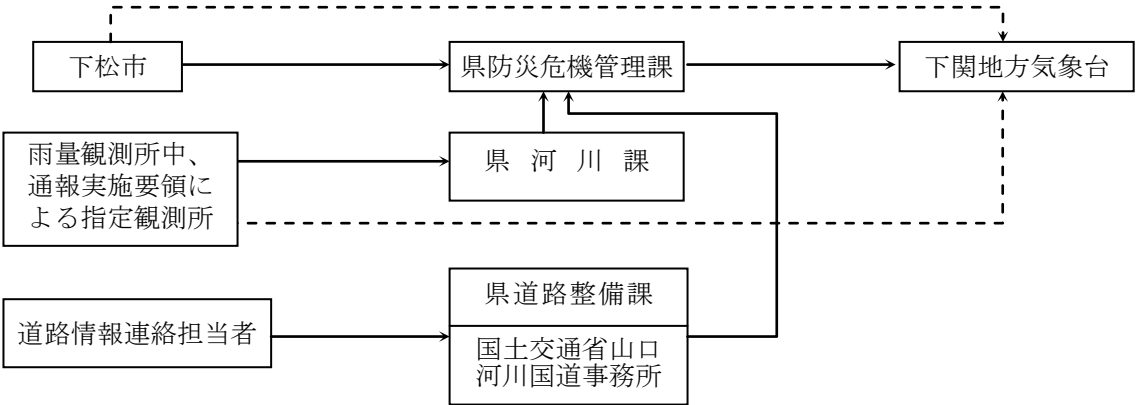 下松市
県防災危機管理課
下関地方気象台
雨量観測所中、
通報実施要領に
よる指定観測所
県河川課
道路情報連絡担当者
県道路整備課
国土交通省山口
河川国道事務所